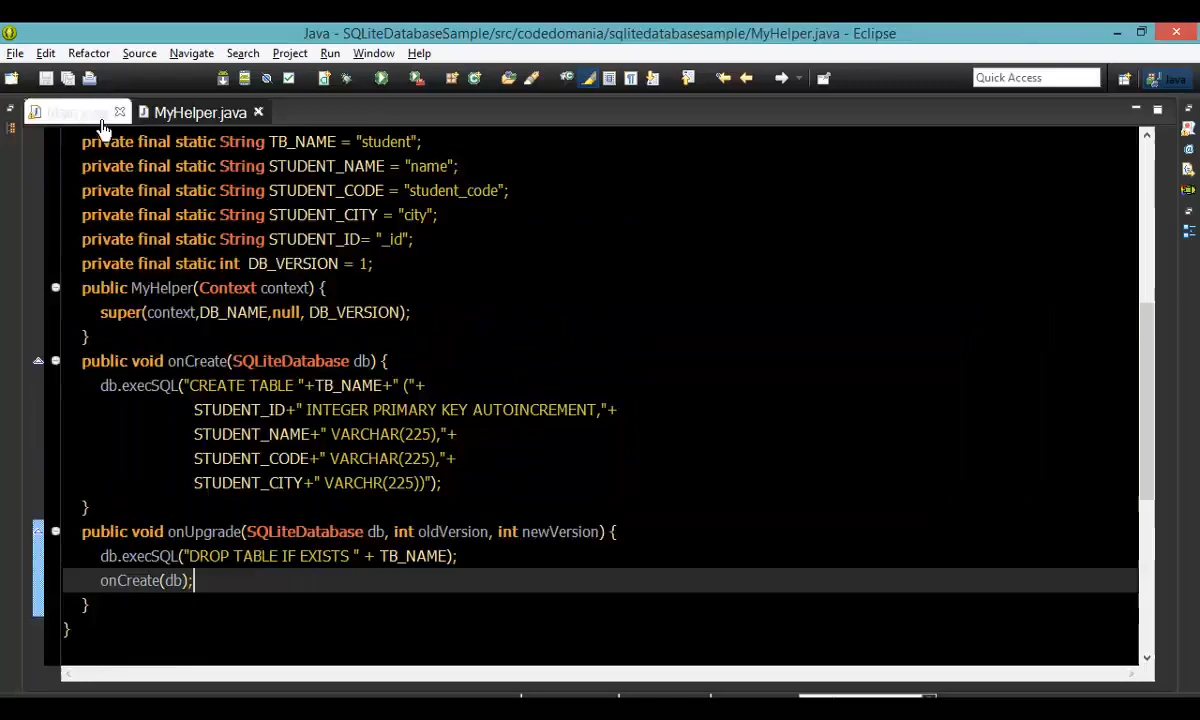 Java - SQLiteDatabaseSample/src/codedomania/sqlitedatabasesample/MyHelper.java - Eclipse
File Edit Refactor Source Navigate Search Project Run Window Help
Quick Access
Java
MyHelper.java
private final static String TB_NAME = "student";
private final static String STUDENT_NAME = "name";
private final static String STUDENT_CODE = "student_code";
private final static String STUDENT_CITY = "city";
private final static String STUDENT_ID= "_id";
private final static int DB_VERSION = 1;
public MyHelper(Context context) {
super(context,DB_NAME,null, DB_VERSION);
}
public void onCreate(SQLiteDatabase db) {
db.execSQL("CREATE TABLE "+TB_NAME+" ("+
STUDENT_ID+" INTEGER PRIMARY KEY AUTOINCREMENT,"+
STUDENT_NAME+" VARCHAR(225),"+
STUDENT_CODE+" VARCHAR(225),"+
STUDENT_CITY+" VARCHR(225))");
}
public void onUpgrade(SQLiteDatabase db, int oldVersion, int newVersion) {
db.execSQL("DROP TABLE IF EXISTS " + TB_NAME);
onCreate(db);
}
}